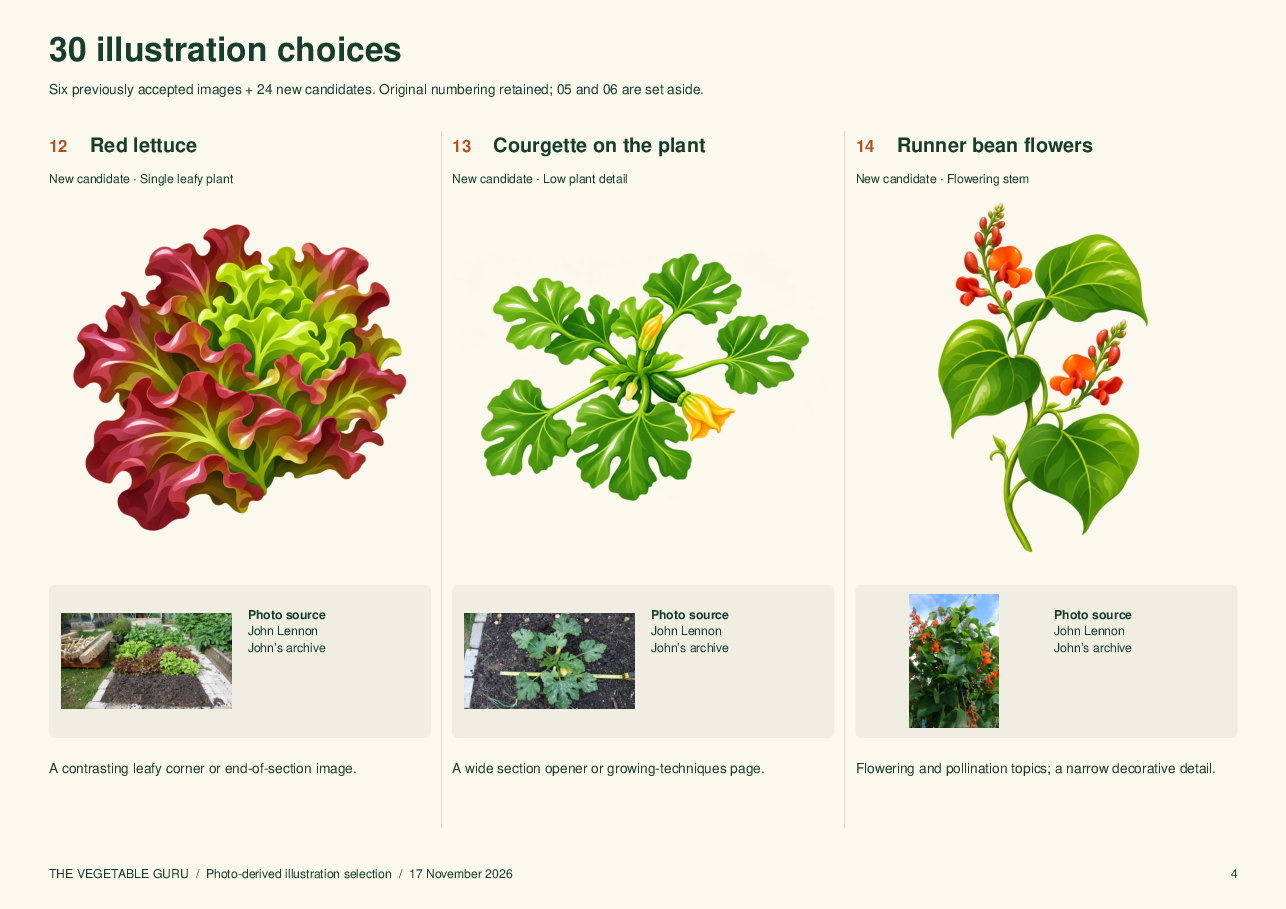 30 illustration choices
Six previously accepted images + 24 new candidates. Original numbering retained; 05 and 06 are set aside.
12 Red lettuce
New candidate · Single leafy plant
Photo source
John Lennon
John's archive
A contrasting leafy corner or end-of-section image.
13 Courgette on the plant
New candidate · Low plant detail
Photo source
John Lennon
John's archive
A wide section opener or growing-techniques page.
14 Runner bean flowers
New candidate · Flowering stem
Photo source
John Lennon
John's archive
Flowering and pollination topics; a narrow decorative detail.
THE VEGETABLE GURU / Photo-derived illustration selection / 17 November 2026
4